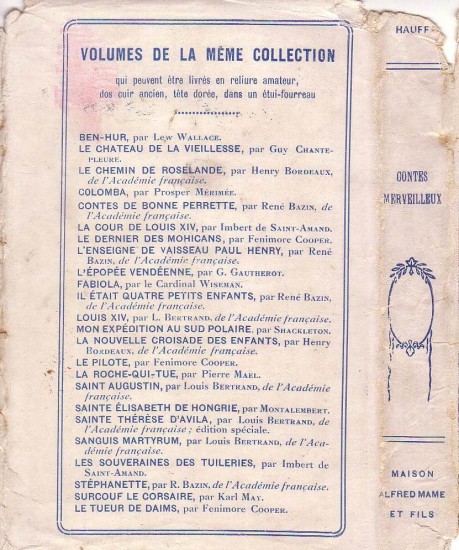 VOLUMES DE LA MÊME COLLECTION
qui peuvent être livrés en reliure amateur,
dos cuir ancien, tête dorée, dans un étui-fourreau
BEN-HUR, par Lew WALLACE.
LE CHATEAU DE LA VIEILLESSE, par Guy CHANTE-
PLEURE.
LE CHEMIN DE ROSELANDE, par Henry BORDEAUX,
de l'Académie française.
COLOMBA, par Prosper MÉRIMÉE.
CONTES DE BONNE PERRETTE, par René BAZIN, de
l'Académie française.
LA COUR DE LOUIS XIV, par Imbert de SAINT-AMAND.
LE DERNIER DES MOHICANS, par Fenimore COOPER.
L'ENSEIGNE DE VAISSEAU PAUL HENRY, par René
BAZIN, de l'Académie française.
L'ÉPOPÉE VENDÉENNE, par G. GAUTHEROT.
FABIOLA, par le Cardinal WISEMAN.
IL ÉTAIT QUATRE PETITS ENFANTS, par René BAZIN,
de l'Académie française.
LOUIS XIV, par L. BERTRAND, de l'Académie française.
MON EXPÉDITION AU SUD POLAIRE, par SHACKLETON.
LA NOUVELLE CROISADE DES ENFANTS, par Henry
BORDEAUX, de l'Académie française.
LE PILOTE, par Fenimore COOPER.
LA ROCHE-QUI-TUE, par Pierre MAEL.
SAINT AUGUSTIN, par Louis BERTRAND, de l'Académie
française.
SAINTE ÉLISABETH DE HONGRIE, par MONTALEMBERT.
SAINTE THÉRÈSE D'AVILA, par Louis BERTRAND, de
l'Académie française ; édition spéciale.
SANGUIS MARTYRUM, par Louis BERTRAND, de l'Aca-
démie française.
LES SOUVERAINES DES TUILERIES, par Imbert de
SAINT-AMAND.
STÉPHANETTE, par R. BAZIN, de l'Académie française.
SURCOUF LE CORSAIRE, par Karl MAY.
LE TUEUR DE DAIMS, par Fenimore COOPER.
HAUFF
CONTES
MERVEILLEUX
MAISON
ALFRED MAME
ET FILS